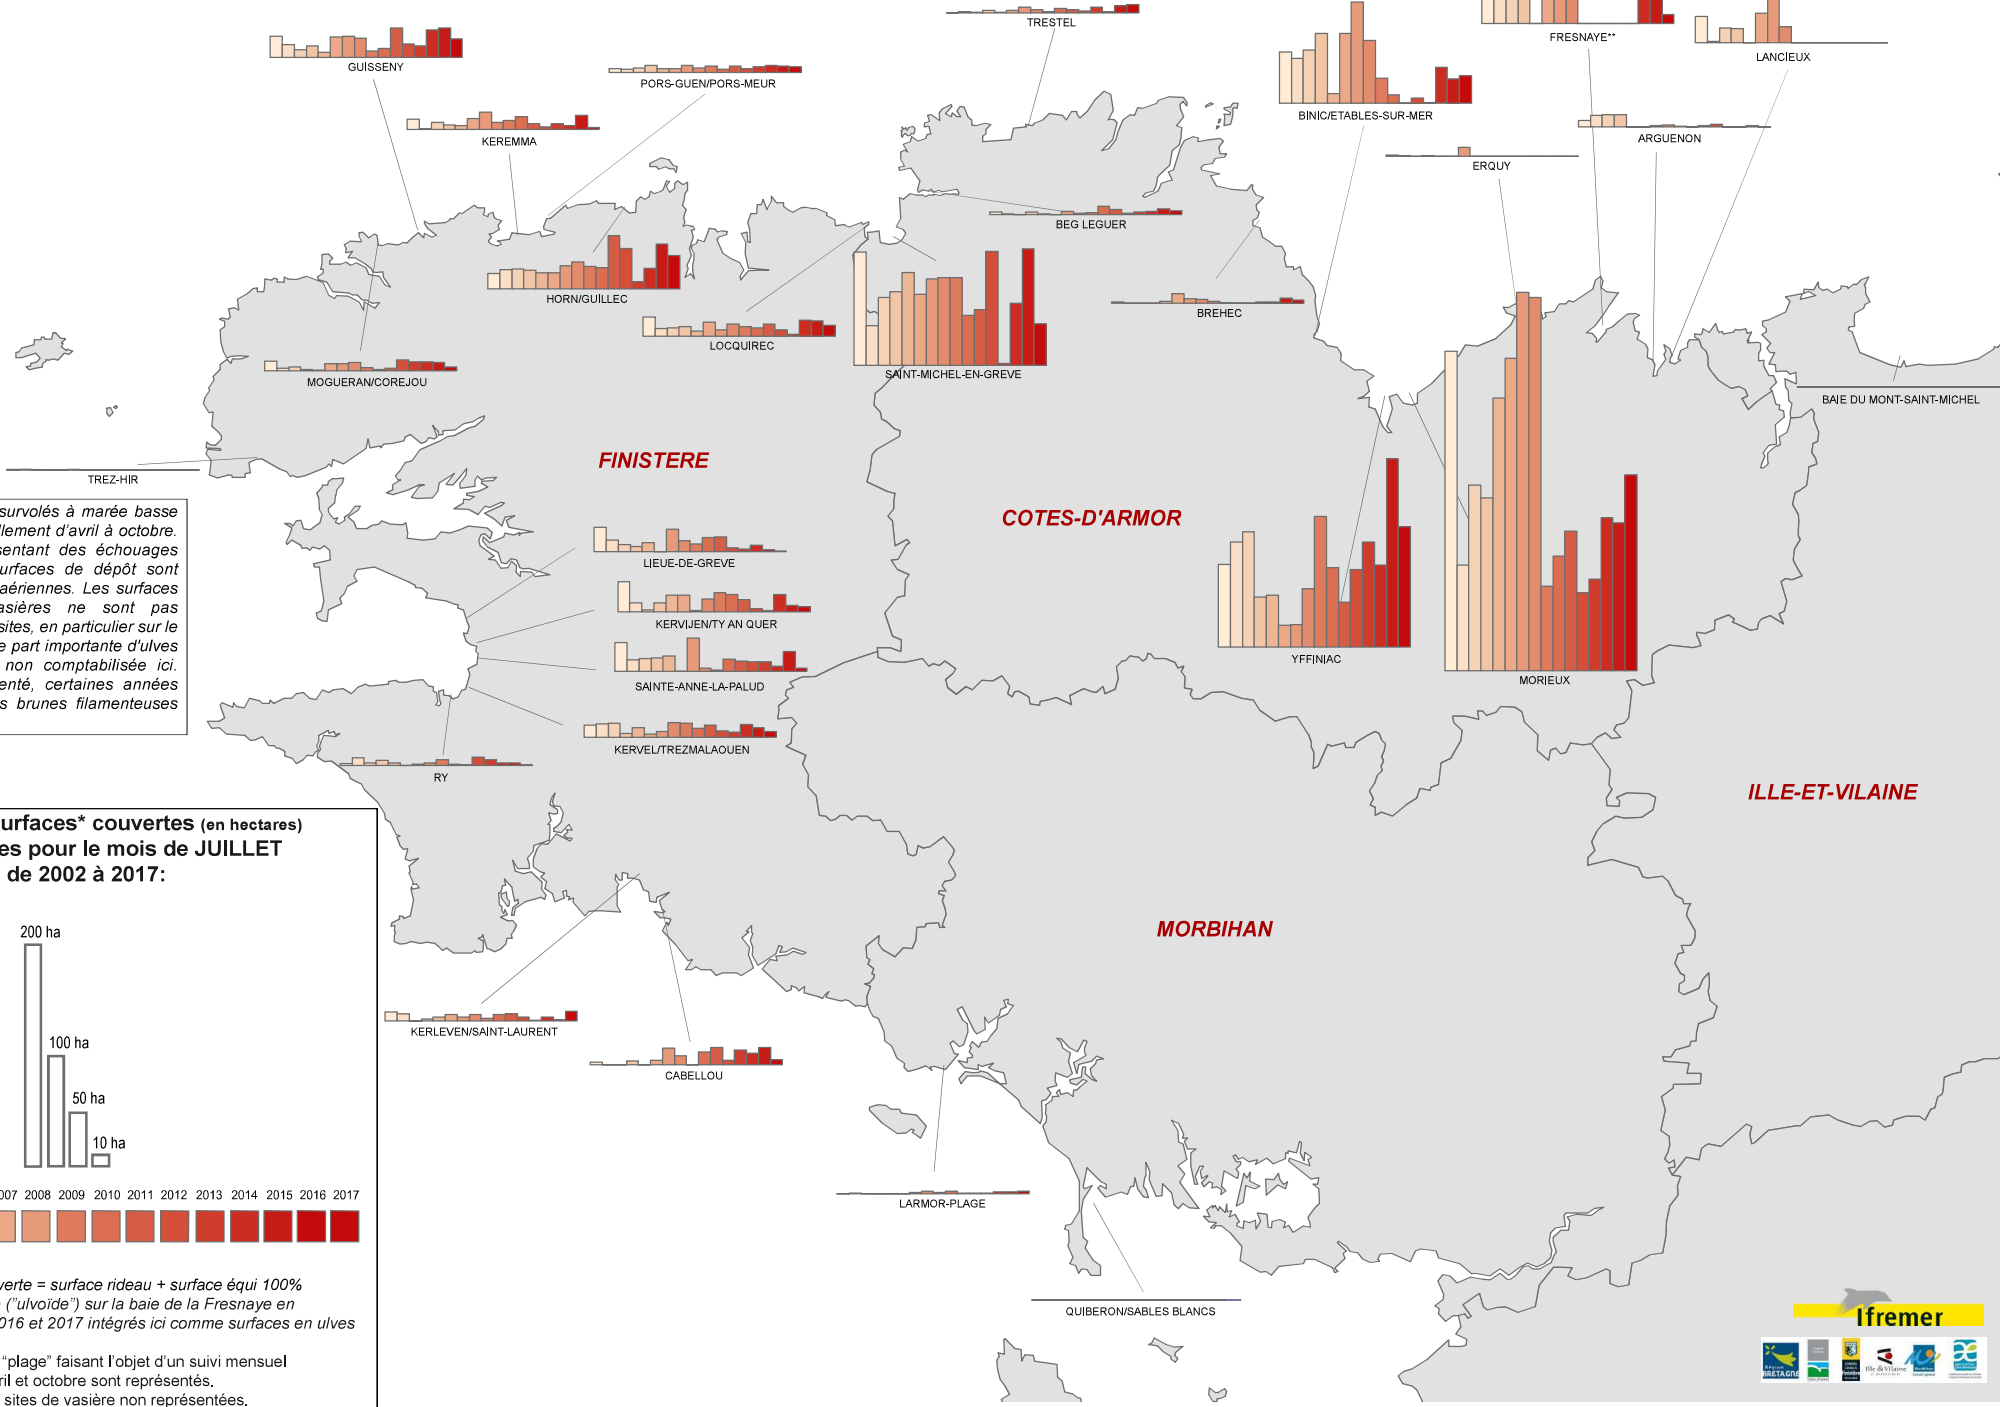 TRESTEL
FRESNAYE**
LANCIEUX
GUISSENY
PORS-GUEN/PORS-MEUR
BINIC/ETABLES-SUR-MER
KEREMMA
ARGUENON
ERQUY
BEG LEGUER
HORN/GUILLEC
BREHEC
LOCQUIREC
SAINT-MICHEL-EN-GREVE
MOGUERAN/COREJOU
BAIE DU MONT-SAINT-MICHEL
FINISTERE
TREZ-HIR
COTES-D'ARMOR
survolés à marée basse
llement d'avril à octobre.
sentant des échouages
urfaces de dépôt sont
aériennes. Les surfaces
asières ne sont pas
sites, en particulier sur le
e part importante d'ulves
non comptabilisée ici.
enté, certaines années
s brunes filamenteuses
LIEUE-DE-GREVE
KERVIJEN/TY AN QUER
YFFINIAC
SAINTE-ANNE-LA-PALUD
MORIEUX
KERVEL/TREZMALAOUEN
RY
ILLE-ET-VILAINE
urfaces* couvertes (en hectares)
es pour le mois de JUILLET
de 2002 à 2017:
MORBIHAN
200 ha
100 ha
50 ha
10 ha
KERLEVEN/SAINT-LAURENT
CABELLOU
007 2008 2009 2010 2011 2012 2013 2014 2015 2016 2017
LARMOR-PLAGE
verte = surface rideau + surface équi 100%
("ulvoïde") sur la baie de la Fresnaye en
016 et 2017 intégrés ici comme surfaces en ulves
QUIBERON/SABLES BLANCS
"plage" faisant l'objet d'un suivi mensuel
ril et octobre sont représentés.
sites de vasière non représentées.
Ifremer
BRETAGNE
Ille & Vilaine